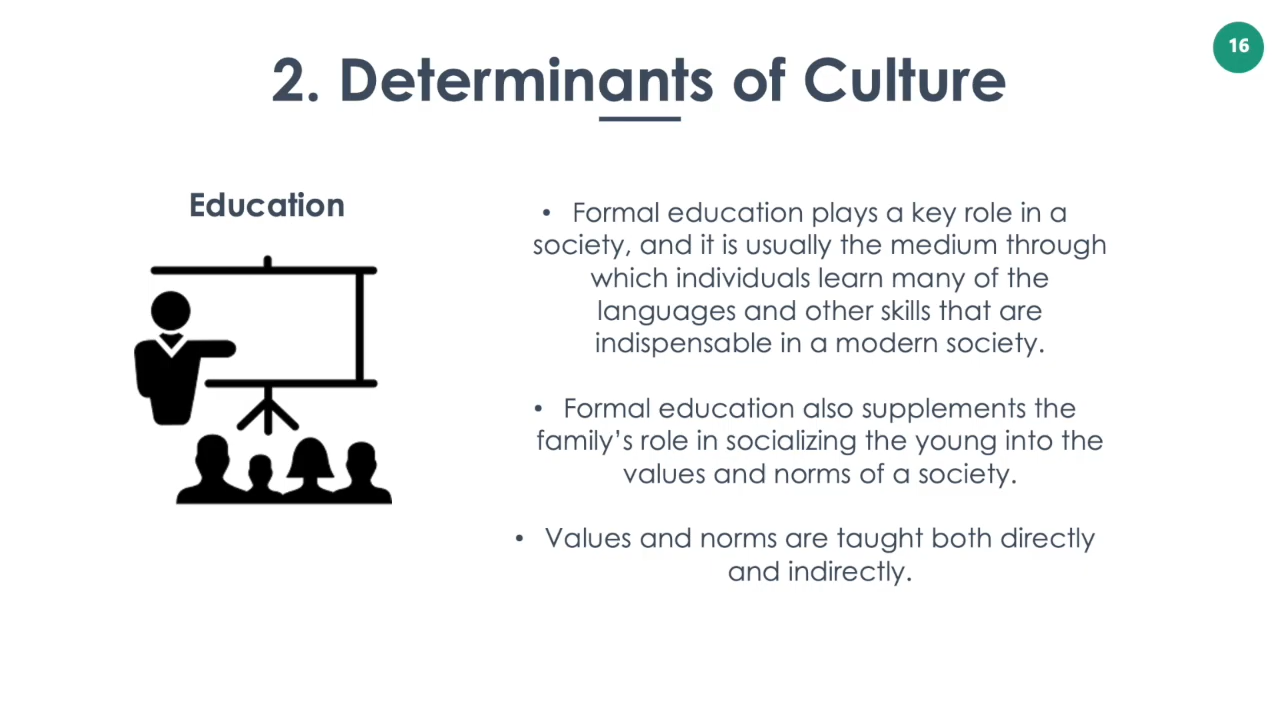 16
2. Determinants of Culture
Education
• Formal education plays a key role in a
society, and it is usually the medium through
which individuals learn many of the
languages and other skills that are
indispensable in a modern society.
• Formal education also supplements the
family’s role in socializing the young into the
values and norms of a society.
• Values and norms are taught both directly
and indirectly.